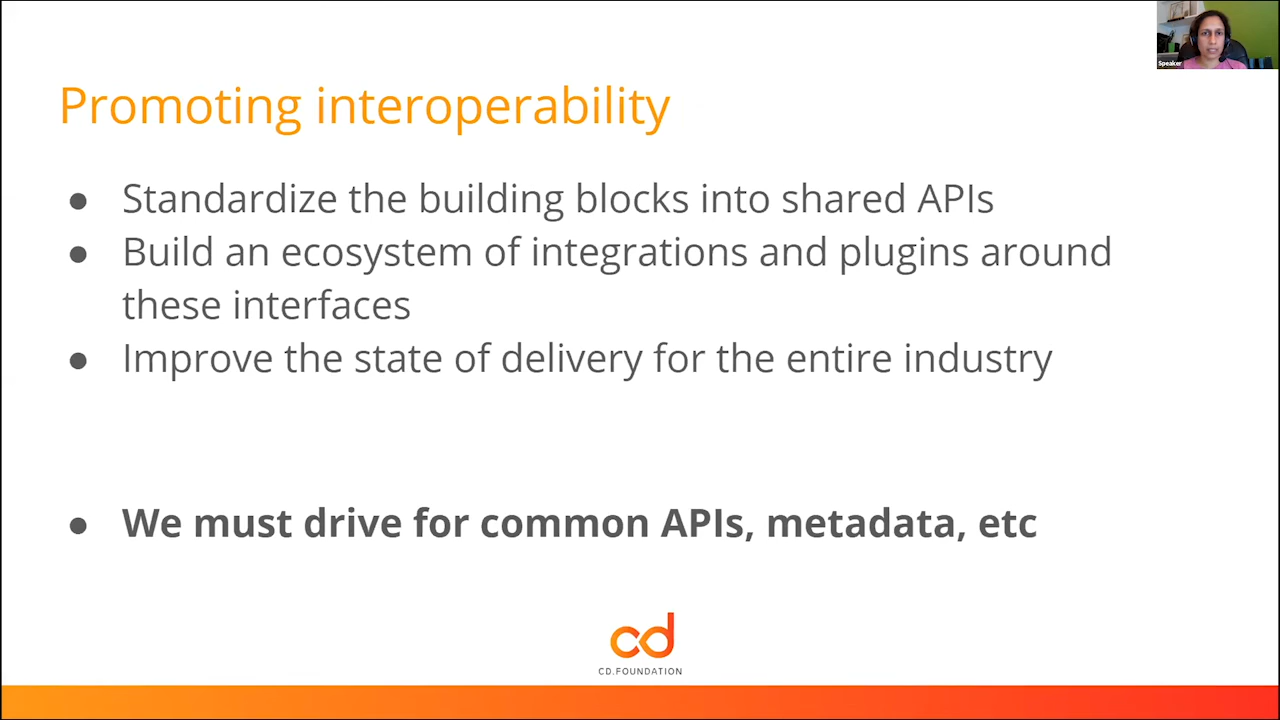 Speaker
Promoting interoperability
● Standardize the building blocks into shared APIs
● Build an ecosystem of integrations and plugins around
these interfaces
● Improve the state of delivery for the entire industry
● We must drive for common APIs, metadata, etc
cd
CD.FOUNDATION